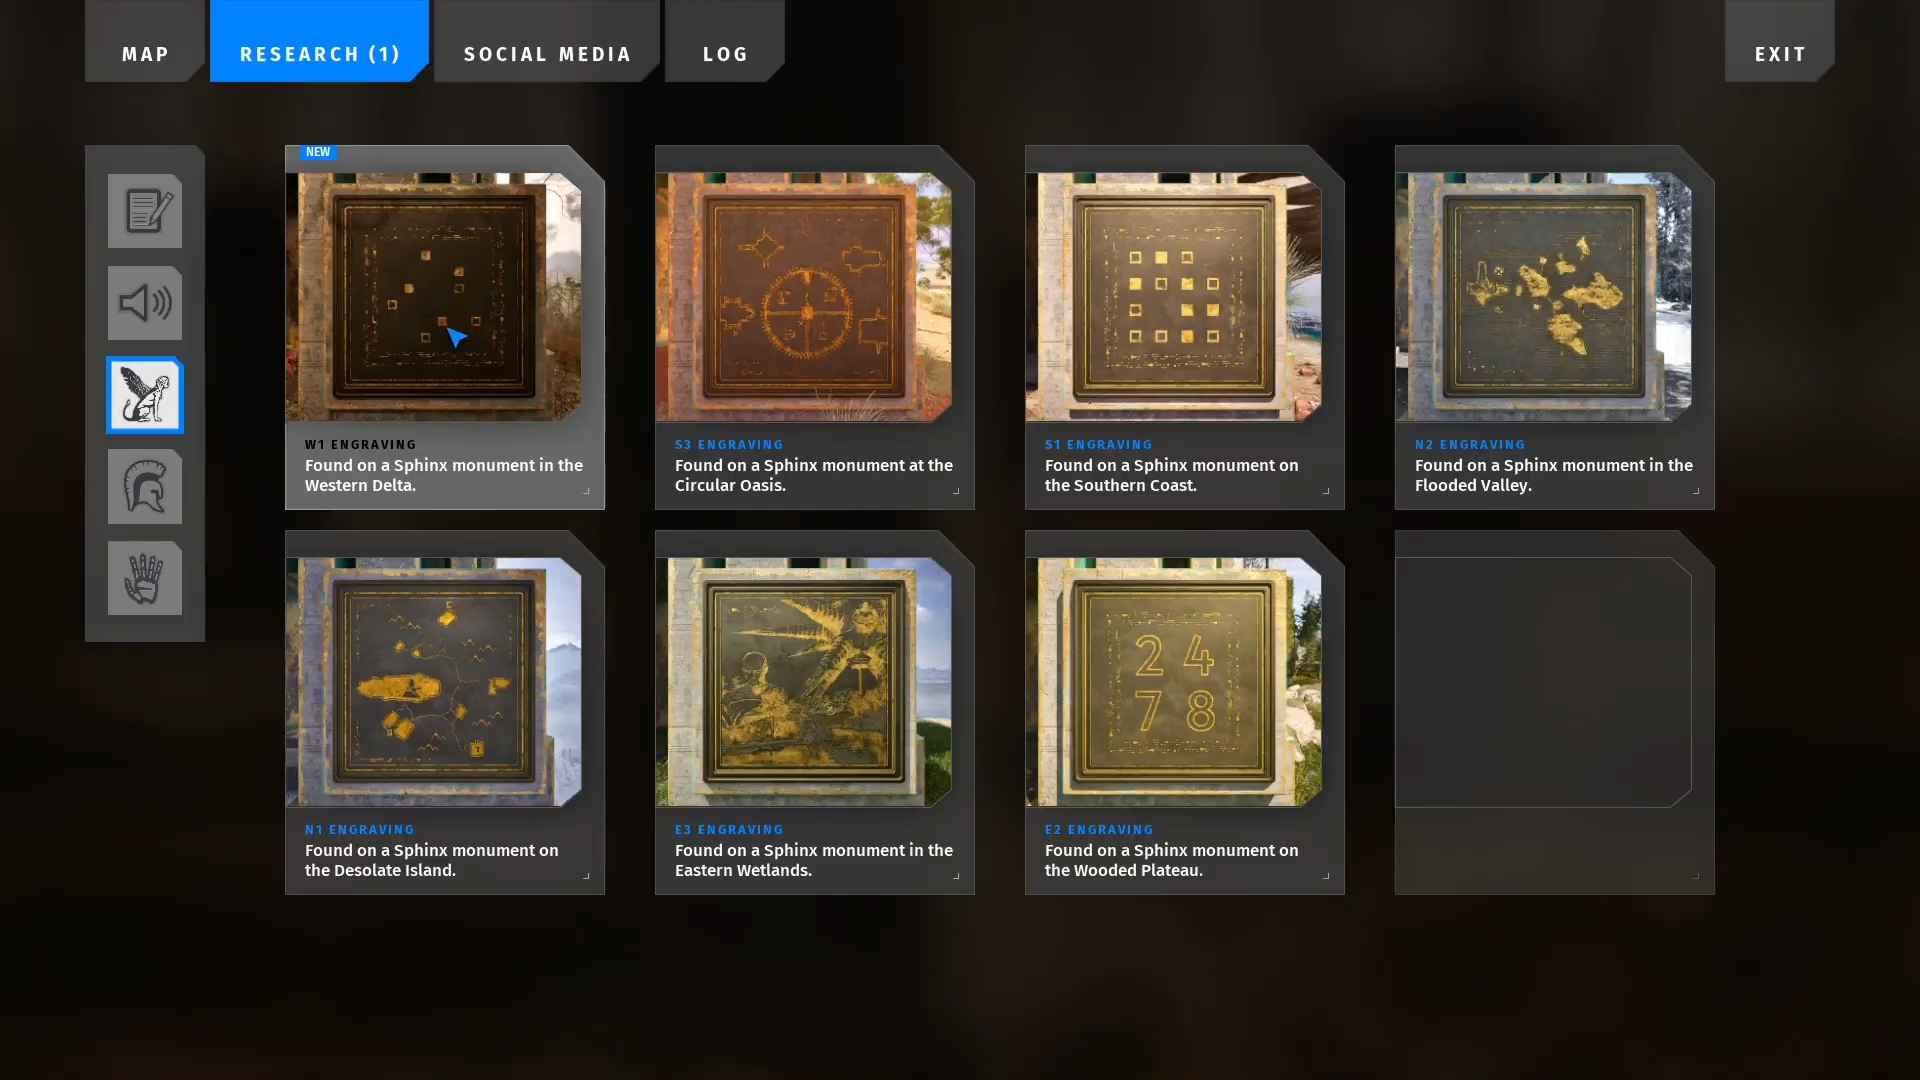 MAP
RESEARCH (1)
SOCIAL MEDIA
LOG
EXIT
NEW
W1 ENGRAVING
Found on a Sphinx monument in the
Western Delta.
S3 ENGRAVING
Found on a Sphinx monument at the
Circular Oasis.
S1 ENGRAVING
Found on a Sphinx monument on
the Southern Coast.
N2 ENGRAVING
Found on a Sphinx monument in the
Flooded Valley.
2 4
7 8
N1 ENGRAVING
Found on a Sphinx monument on
the Desolate Island.
E3 ENGRAVING
Found on a Sphinx monument in the
Eastern Wetlands.
E2 ENGRAVING
Found on a Sphinx monument on
the Wooded Plateau.